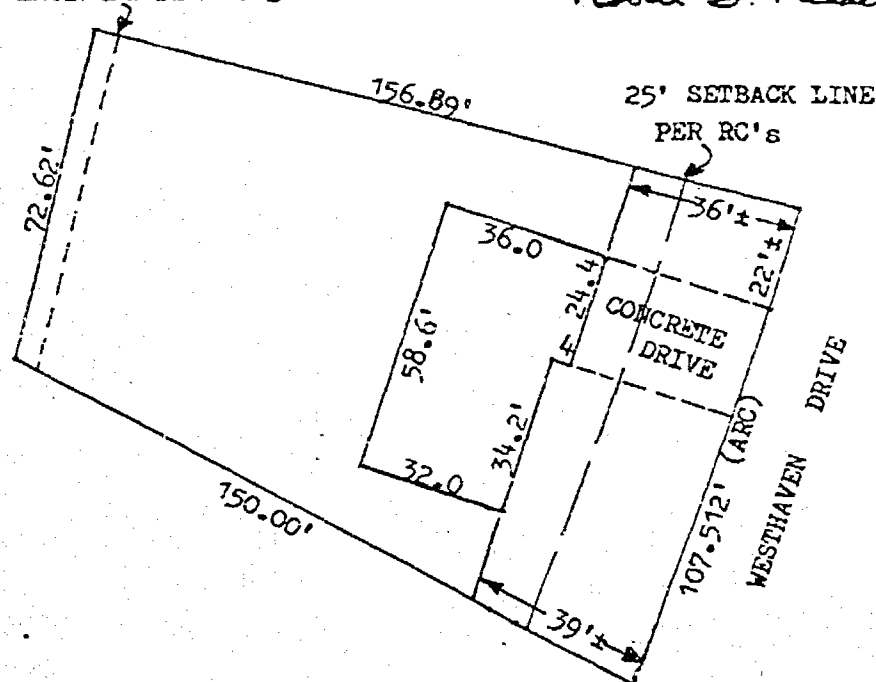 156.89'
25' SETBACK LINE
PER RC's
72.62'
36'±
36.0
22'±
24.4
CONCRETE
DRIVE
58.6'
4
34.2'
32.0
WESTHAVEN DRIVE
107.512' (ARC)
150.00'
39'±